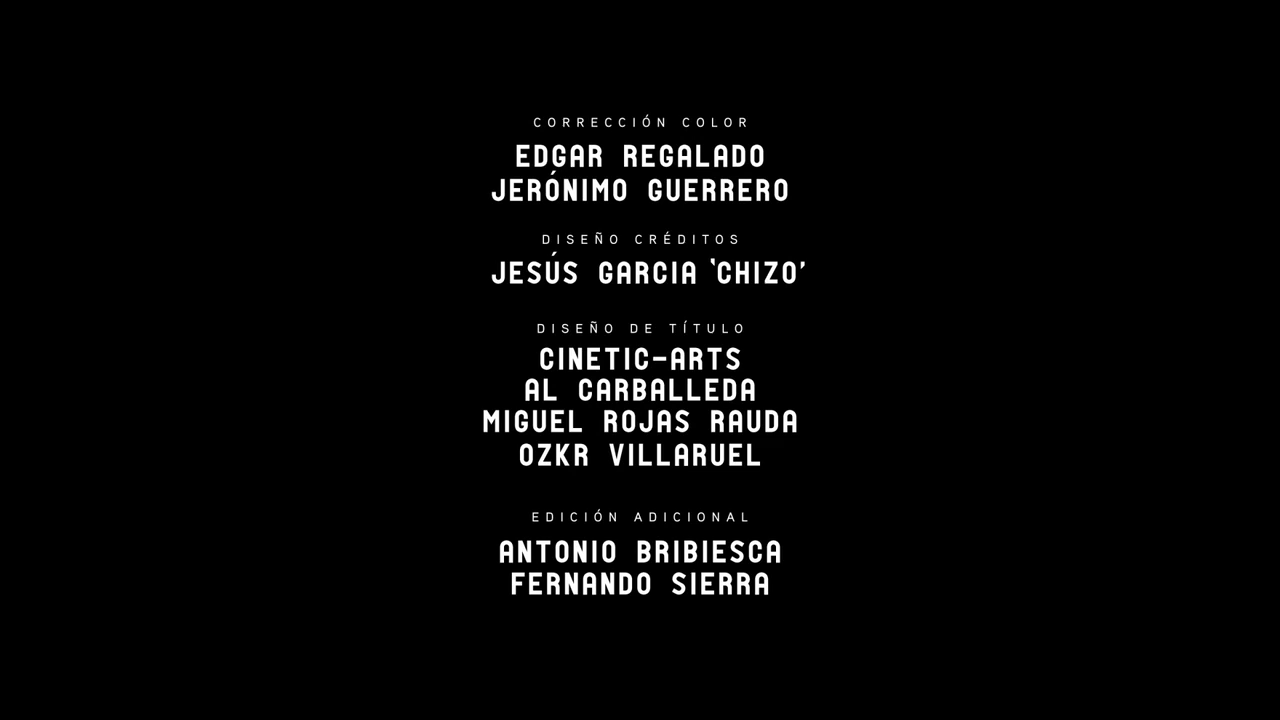 CORRECCIÓN COLOR
EDGAR REGALADO
JERÓNIMO GUERRERO
DISEÑO CRÉDITOS
JESÚS GARCIA ‘CHIZO’
DISEÑO DE TÍTULO
CINETIC-ARTS
AL CARBALLEDA
MIGUEL ROJAS RAUDA
OZKR VILLARUEL
EDICIÓN ADICIONAL
ANTONIO BRIBIESCA
FERNANDO SIERRA